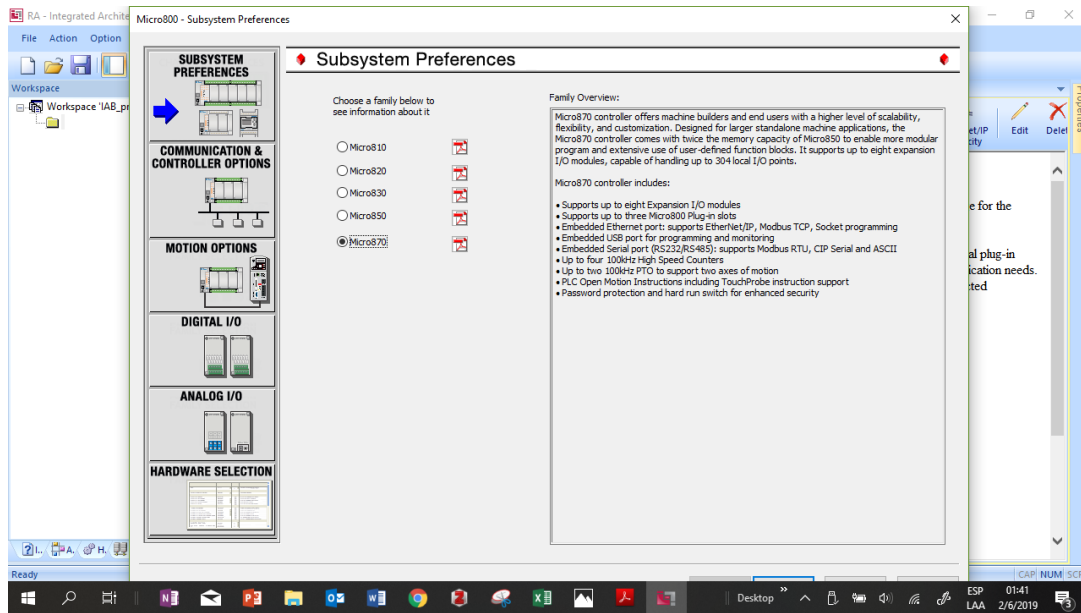 RA - Integrated Archite
Micro800 - Subsystem Preferences
File Action Option
Workspace
Workspace 'IAB_pr
SUBSYSTEM
PREFERENCES
COMMUNICATION &
CONTROLLER OPTIONS
MOTION OPTIONS
DIGITAL I/O
ANALOG I/O
HARDWARE SELECTION
Subsystem Preferences
Choose a family below to
see information about it
Micro810
Micro820
Micro830
Micro850
Micro870
Family Overview:
Micro870 controller offers machine builders and end users with a higher level of scalability,
flexibility, and customization. Designed for larger standalone machine applications, the
Micro870 controller comes with twice the memory capacity of Micro850 to enable more modular
program and extensive use of user-defined function blocks. It supports up to eight expansion
I/O modules, capable of handling up to 304 local I/O points.
Micro870 controller includes:
• Supports up to eight Expansion I/O modules
• Supports up to three Micro800 Plug-in slots
• Embedded Ethernet port: supports EtherNet/IP, Modbus TCP, Socket programming
• Embedded USB port for programming and monitoring
• Embedded Serial port (RS232/RS485): supports Modbus RTU, CIP Serial and ASCII
• Up to four 100kHz High Speed Counters
• Up to two 100kHz PTO to support two axes of motion
• PLC Open Motion Instructions including TouchProbe instruction support
• Password protection and hard run switch for enhanced security
et/IP Edit Delet
city
Properties
e for the
al plug-in
ication needs.
cted
I.. A. H.
Ready
CAP NUM SCR
Desktop
ESP 01:41
LAA 2/6/2019